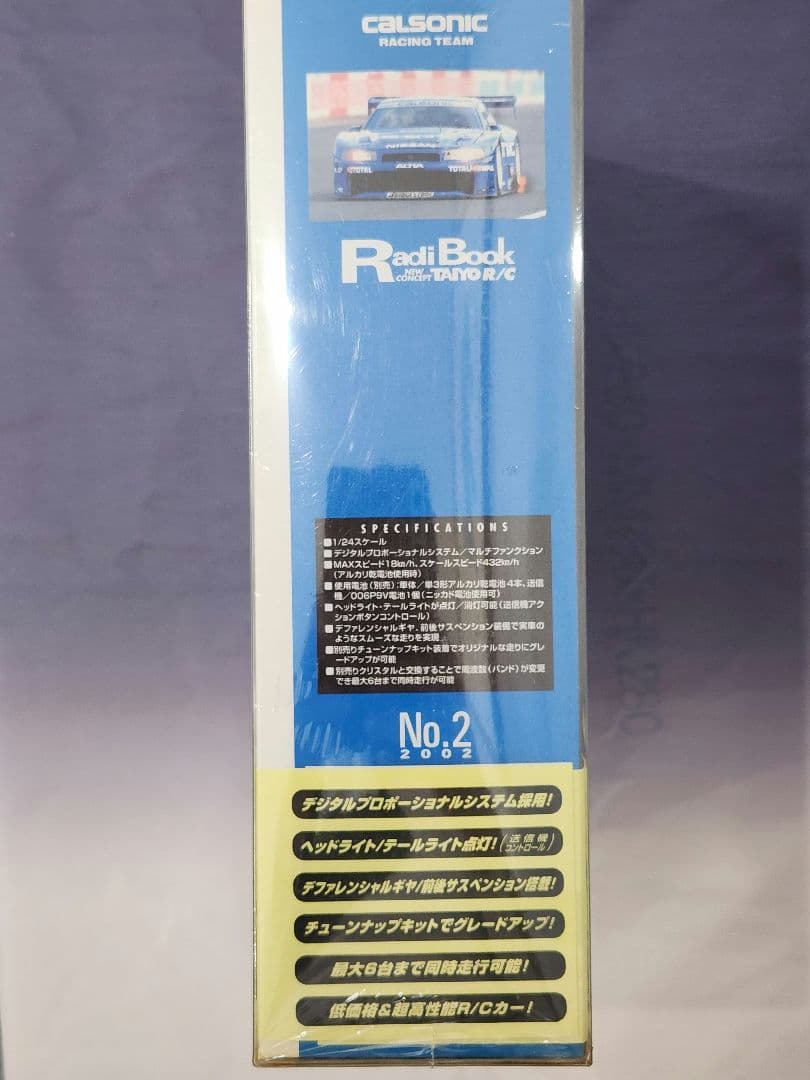 CALSONIC
RACING TEAM
NISSAN
TOTAL
ALTIA
TOTAL
Radi Book
NEW CONCEPT TAIYO R/C
SPECIFICATIONS
■1/24スケール
■デジタルプロポーショナルシステム/マルチファンクション
■MAXスピード18km/h、スケールスピード432km/h
(アルカリ乾電池使用時)
■使用電池(別売):車体/単3形アルカリ乾電池4本、送信
機/006P9V電池1個(ニッカド電池使用可)
■ヘッドライト・テールライトが点灯/消灯可能(送信機アク
ションボタンコントロール)
■デファレンシャルギヤ、前後サスペンション装備で実車の
ようなスムーズな走りを実現
■別売りチューンナップキット装着でオリジナルな走りにグレ
ードアップが可能
■別売りクリスタルと交換することで周波数(バンド)が変更
でき最大6台まで同時走行が可能
No.2
2002
デジタルプロポーショナルシステム採用!
ヘッドライト/テールライト点灯!(送信機コントロール)
デファレンシャルギヤ/前後サスペンション搭載!
チューンナップキットでグレードアップ!
最大6台まで同時走行可能!
低価格&超高性能R/Cカー!